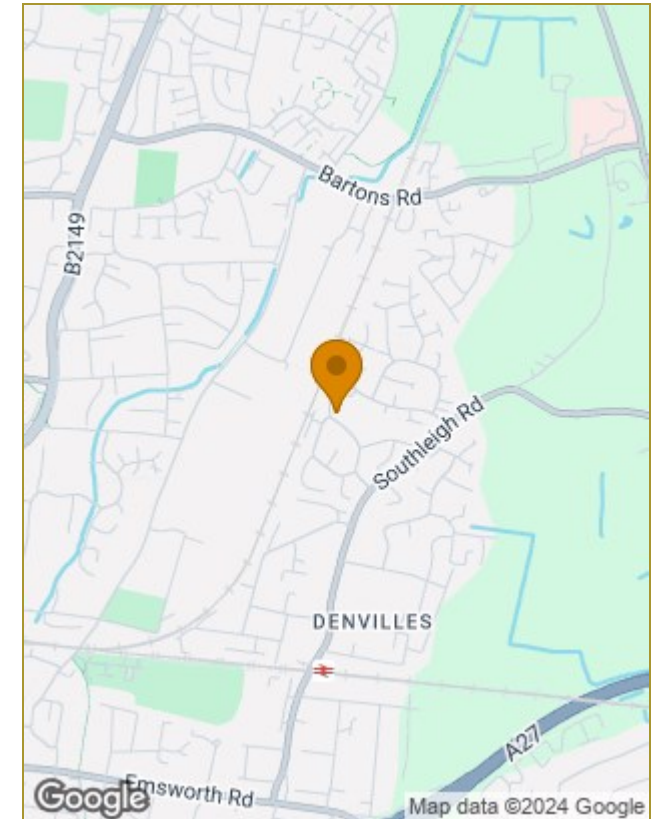 Bartons Rd
B2149
Southleigh Rd
DENVILLES
A27
Emsworth Rd
Google
Map data ©2024 Google